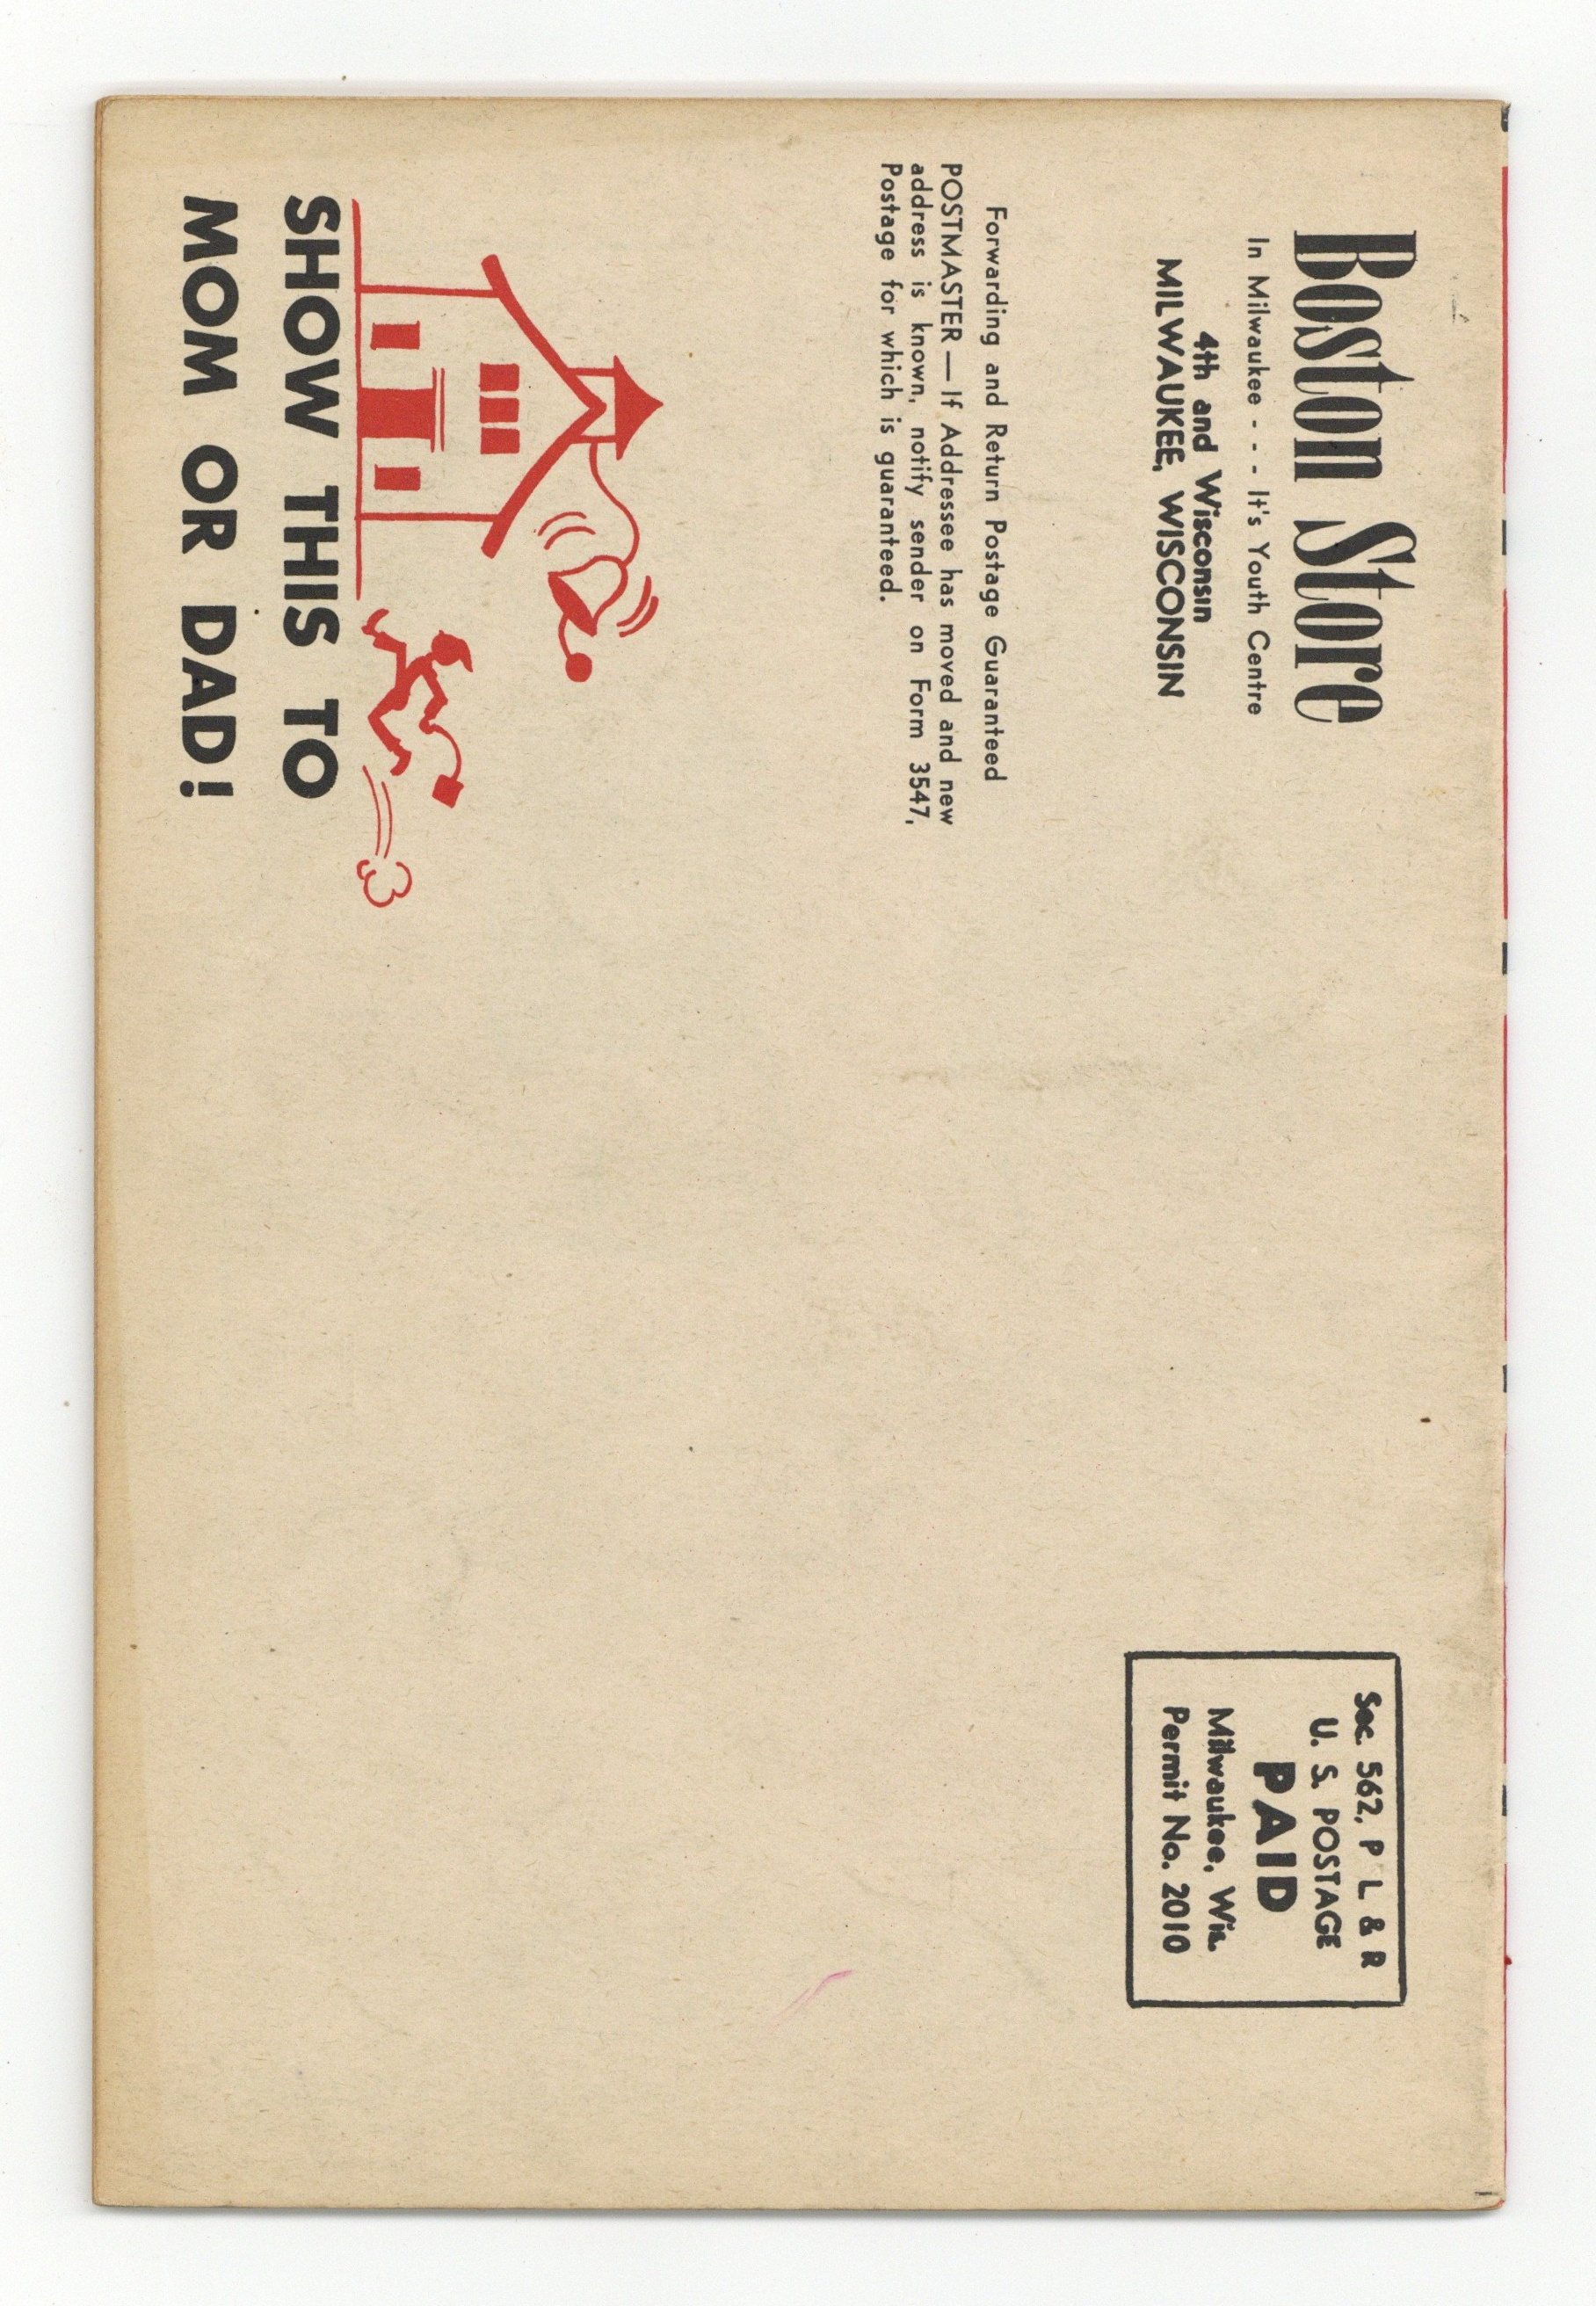 Boston Store
In Milwaukee - - - It's Youth Centre
4th and Wisconsin
MILWAUKEE, WISCONSIN
Sec. 562, P L & R
U. S. POSTAGE
PAID
Milwaukee, Wis.
Permit No. 2010
Forwarding and Return Postage Guaranteed
POSTMASTER — If Addressee has moved and new
address is known, notify sender on Form 3547,
Postage for which is guaranteed.
SHOW THIS TO
MOM OR DAD!